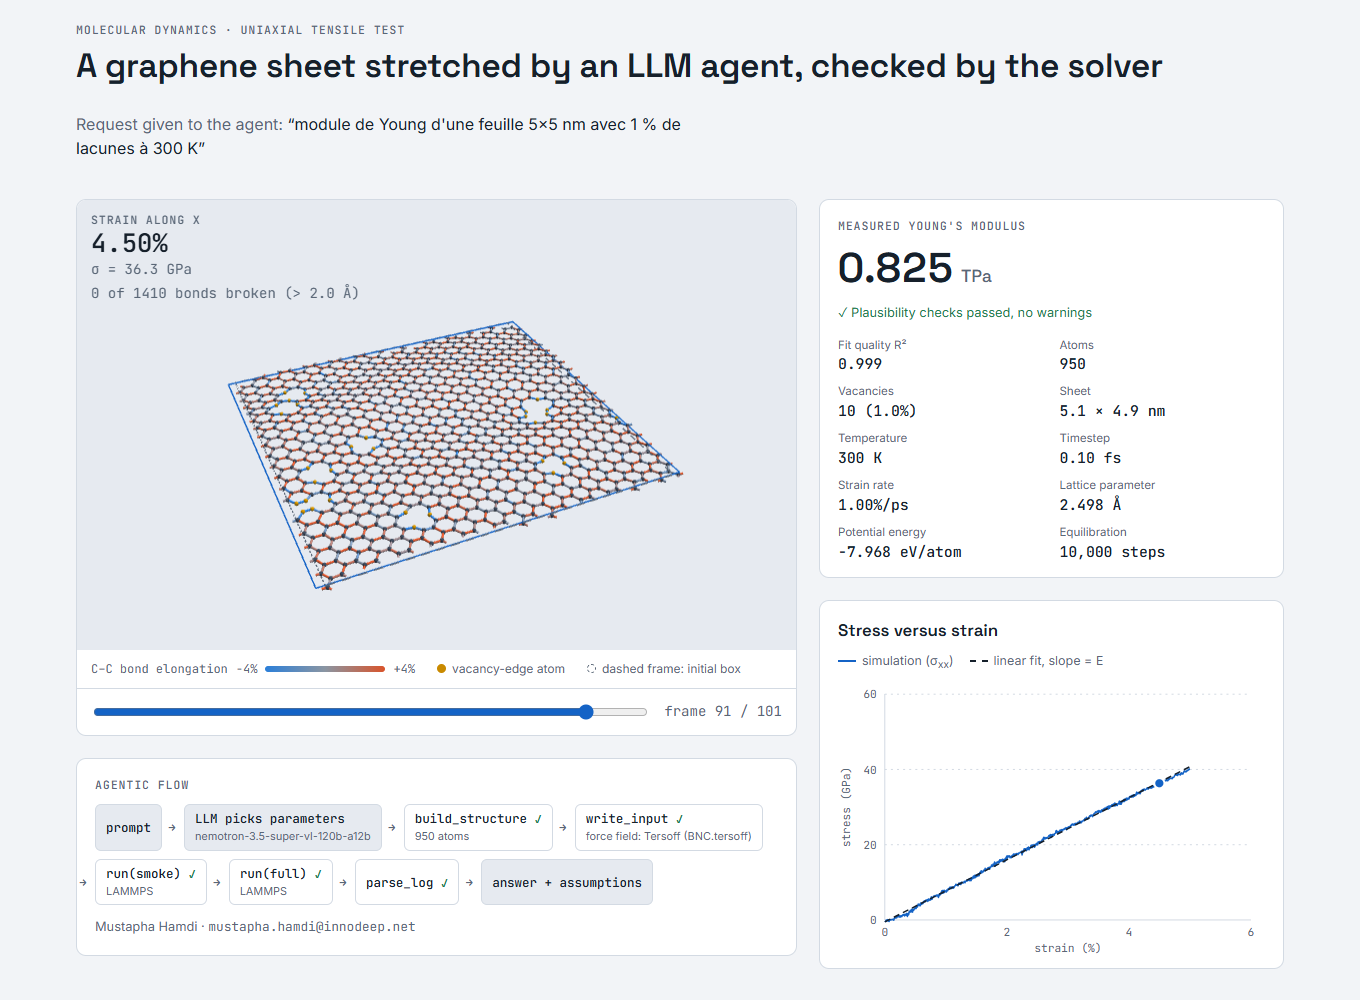 MOLECULAR DYNAMICS · UNIAXIAL TENSILE TEST
A graphene sheet stretched by an LLM agent, checked by the solver
Request given to the agent: “module de Young d'une feuille 5×5 nm avec 1 % de
lacunes à 300 K”
STRAIN ALONG X
4.50%
σ = 36.3 GPa
0 of 1410 bonds broken (> 2.0 Å)
C–C bond elongation -4% +4% vacancy-edge atom dashed frame: initial box
frame 91 / 101
AGENTIC FLOW
prompt → LLM picks parameters
nemotron-3.5-super-vl-120b-a12b
→ build_structure ✓
950 atoms
→ write_input ✓
force field: Tersoff (BNC.tersoff)
→ run(smoke) ✓
LAMMPS
→ run(full) ✓
LAMMPS
→ parse_log ✓ → answer + assumptions
Mustapha Hamdi · mustapha.hamdi@innodeep.net
MEASURED YOUNG'S MODULUS
0.825 TPa
✓ Plausibility checks passed, no warnings
Fit quality R²
0.999
Atoms
950
Vacancies
10 (1.0%)
Sheet
5.1 × 4.9 nm
Temperature
300 K
Timestep
0.10 fs
Strain rate
1.00%/ps
Lattice parameter
2.498 Å
Potential energy
-7.968 eV/atom
Equilibration
10,000 steps
Stress versus strain
simulation (σxx) linear fit, slope = E
60
40
20
0
stress (GPa)
0 2 4 6
strain (%)